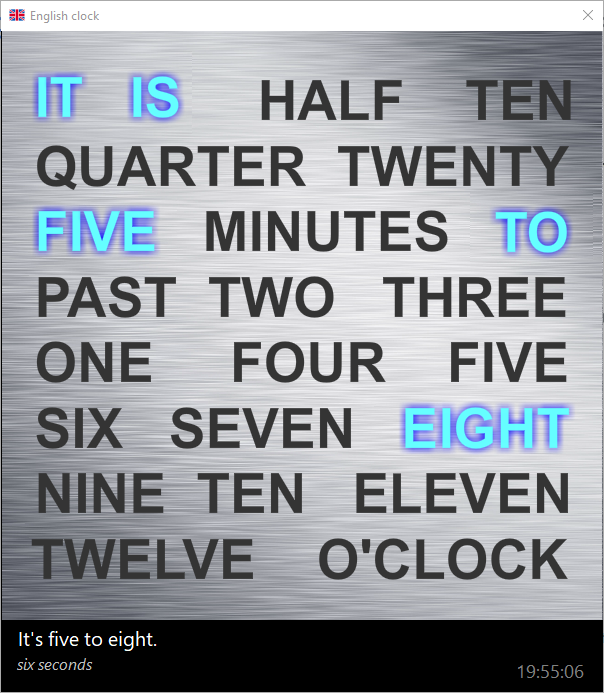 English clock
IT IS HALF TEN
QUARTER TWENTY
FIVE MINUTES TO
PAST TWO THREE
ONE FOUR FIVE
SIX SEVEN EIGHT
NINE TEN ELEVEN
TWELVE O'CLOCK
It's five to eight.
six seconds
19:55:06